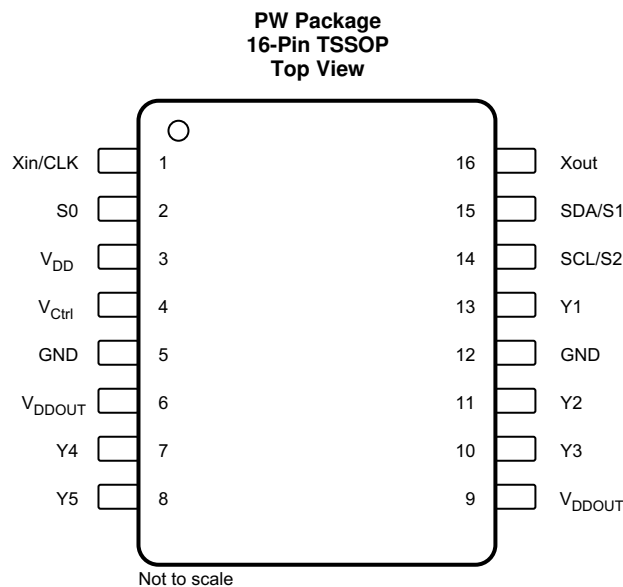 PW Package
16-Pin TSSOP
Top View
Xin/CLK 1 16 Xout
S0 2 15 SDA/S1
VDD 3 14 SCL/S2
VCtrl 4 13 Y1
GND 5 12 GND
VDDOUT 6 11 Y2
Y4 7 10 Y3
Y5 8 9 VDDOUT
Not to scale